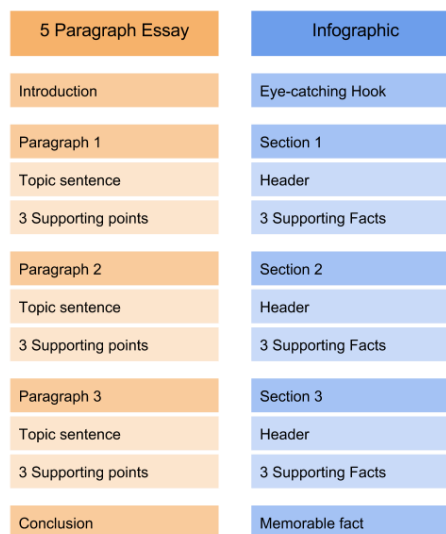 5 Paragraph Essay
Introduction
Paragraph 1
Topic sentence
3 Supporting points
Paragraph 2
Topic sentence
3 Supporting points
Paragraph 3
Topic sentence
3 Supporting points
Conclusion
Infographic
Eye-catching Hook
Section 1
Header
3 Supporting Facts
Section 2
Header
3 Supporting Facts
Section 3
Header
3 Supporting Facts
Memorable fact